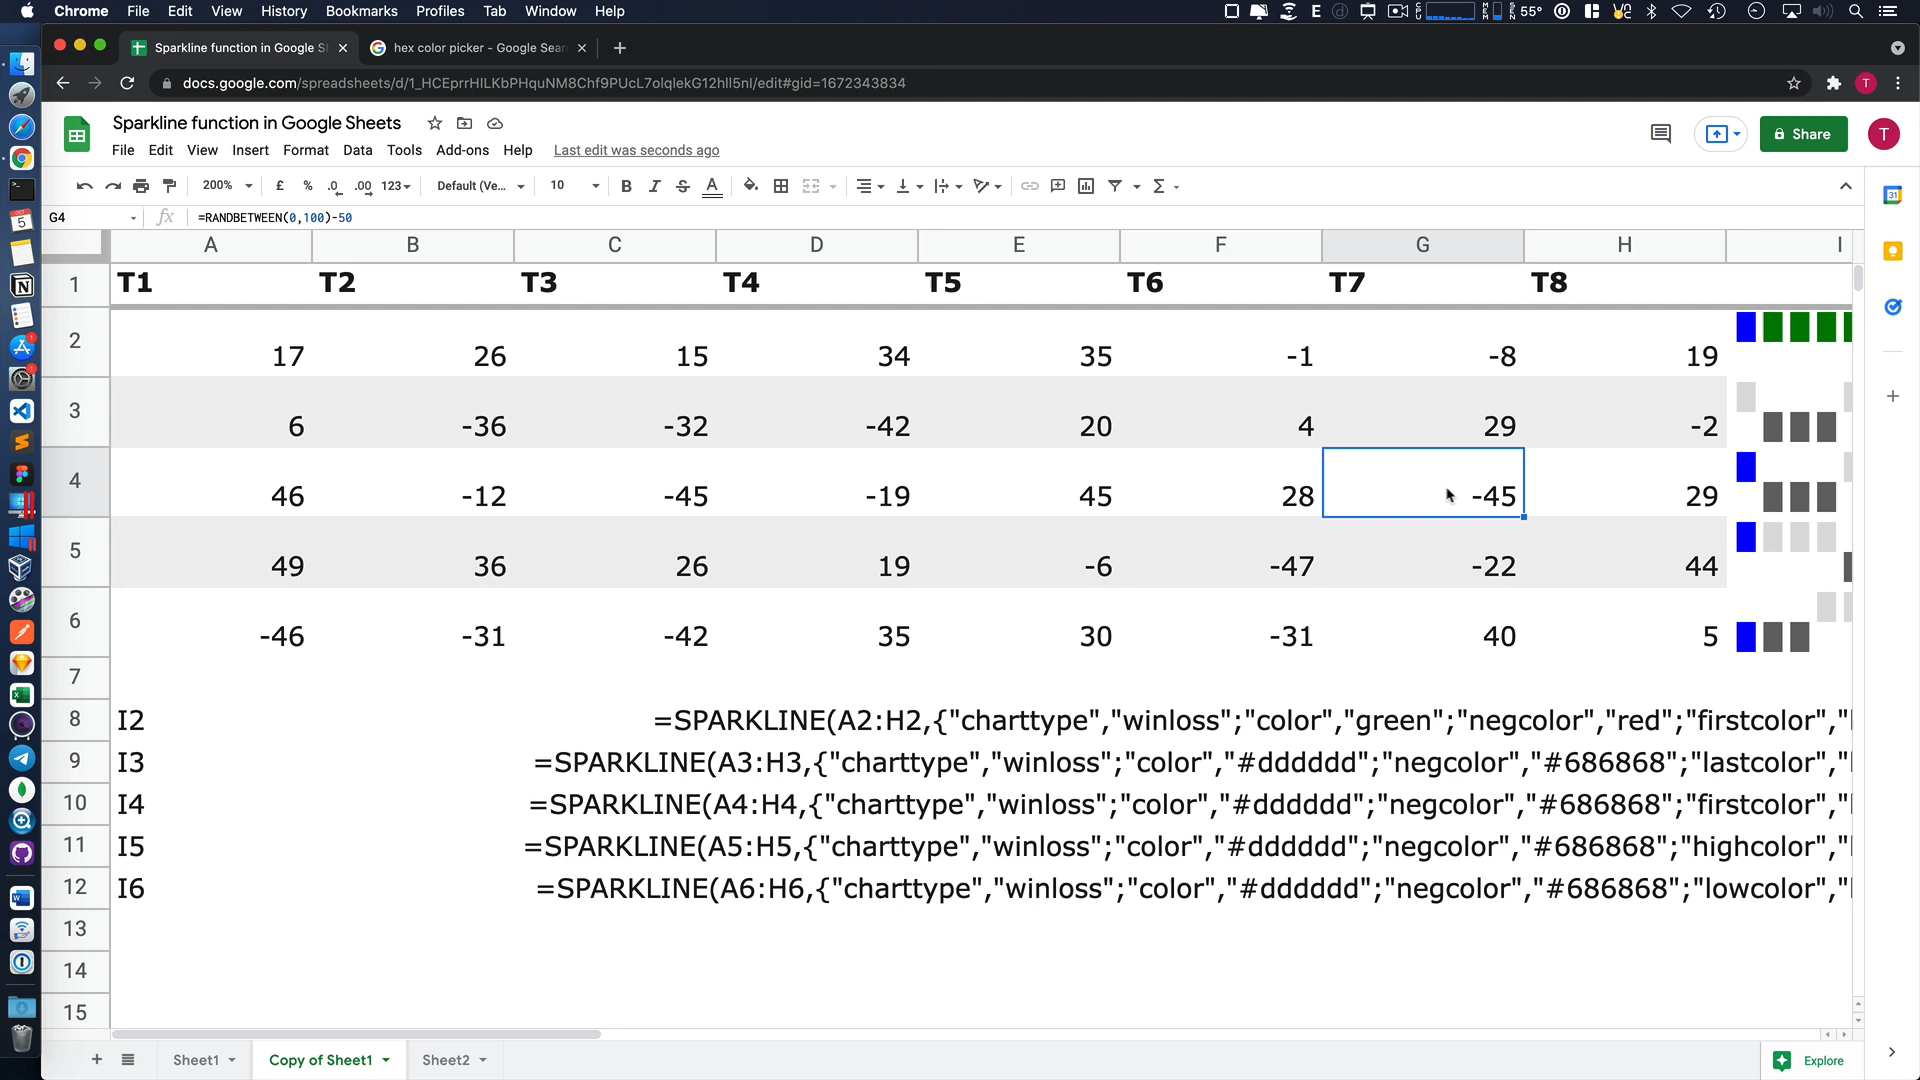 Chrome File Edit View History Bookmarks Profiles Tab Window Help 55°
Sparkline function in Google S
hex color picker - Google Sear
docs.google.com/spreadsheets/d/1_HCEprrHILKbPHquNM8Chf9PUcL7olqlekG12hll5nI/edit#gid=1672343834
Sparkline function in Google Sheets
File Edit View Insert Format Data Tools Add-ons Help Last edit was seconds ago
Share
T
200% £ % .0 .00 123 Default (Ve... 10 B I S A
G4 fx =RANDBETWEEN(0,100)-50
A B C D E F G H I
1 T1 T2 T3 T4 T5 T6 T7 T8
2 17 26 15 34 35 -1 -8 19
3 6 -36 -32 -42 20 4 29 -2
4 46 -12 -45 -19 45 28 -45 29
5 49 36 26 19 -6 -47 -22 44
6 -46 -31 -42 35 30 -31 40 5
7
8 I2 =SPARKLINE(A2:H2,{"charttype","winloss";"color","green";"negcolor","red";"firstcolor","
9 I3 =SPARKLINE(A3:H3,{"charttype","winloss";"color","#dddddd";"negcolor","#686868";"lastcolor","
10 I4 =SPARKLINE(A4:H4,{"charttype","winloss";"color","#dddddd";"negcolor","#686868";"firstcolor","
11 I5 =SPARKLINE(A5:H5,{"charttype","winloss";"color","#dddddd";"negcolor","#686868";"highcolor","
12 I6 =SPARKLINE(A6:H6,{"charttype","winloss";"color","#dddddd";"negcolor","#686868";"lowcolor","
13
14
15
Sheet1 Copy of Sheet1 Sheet2 Explore